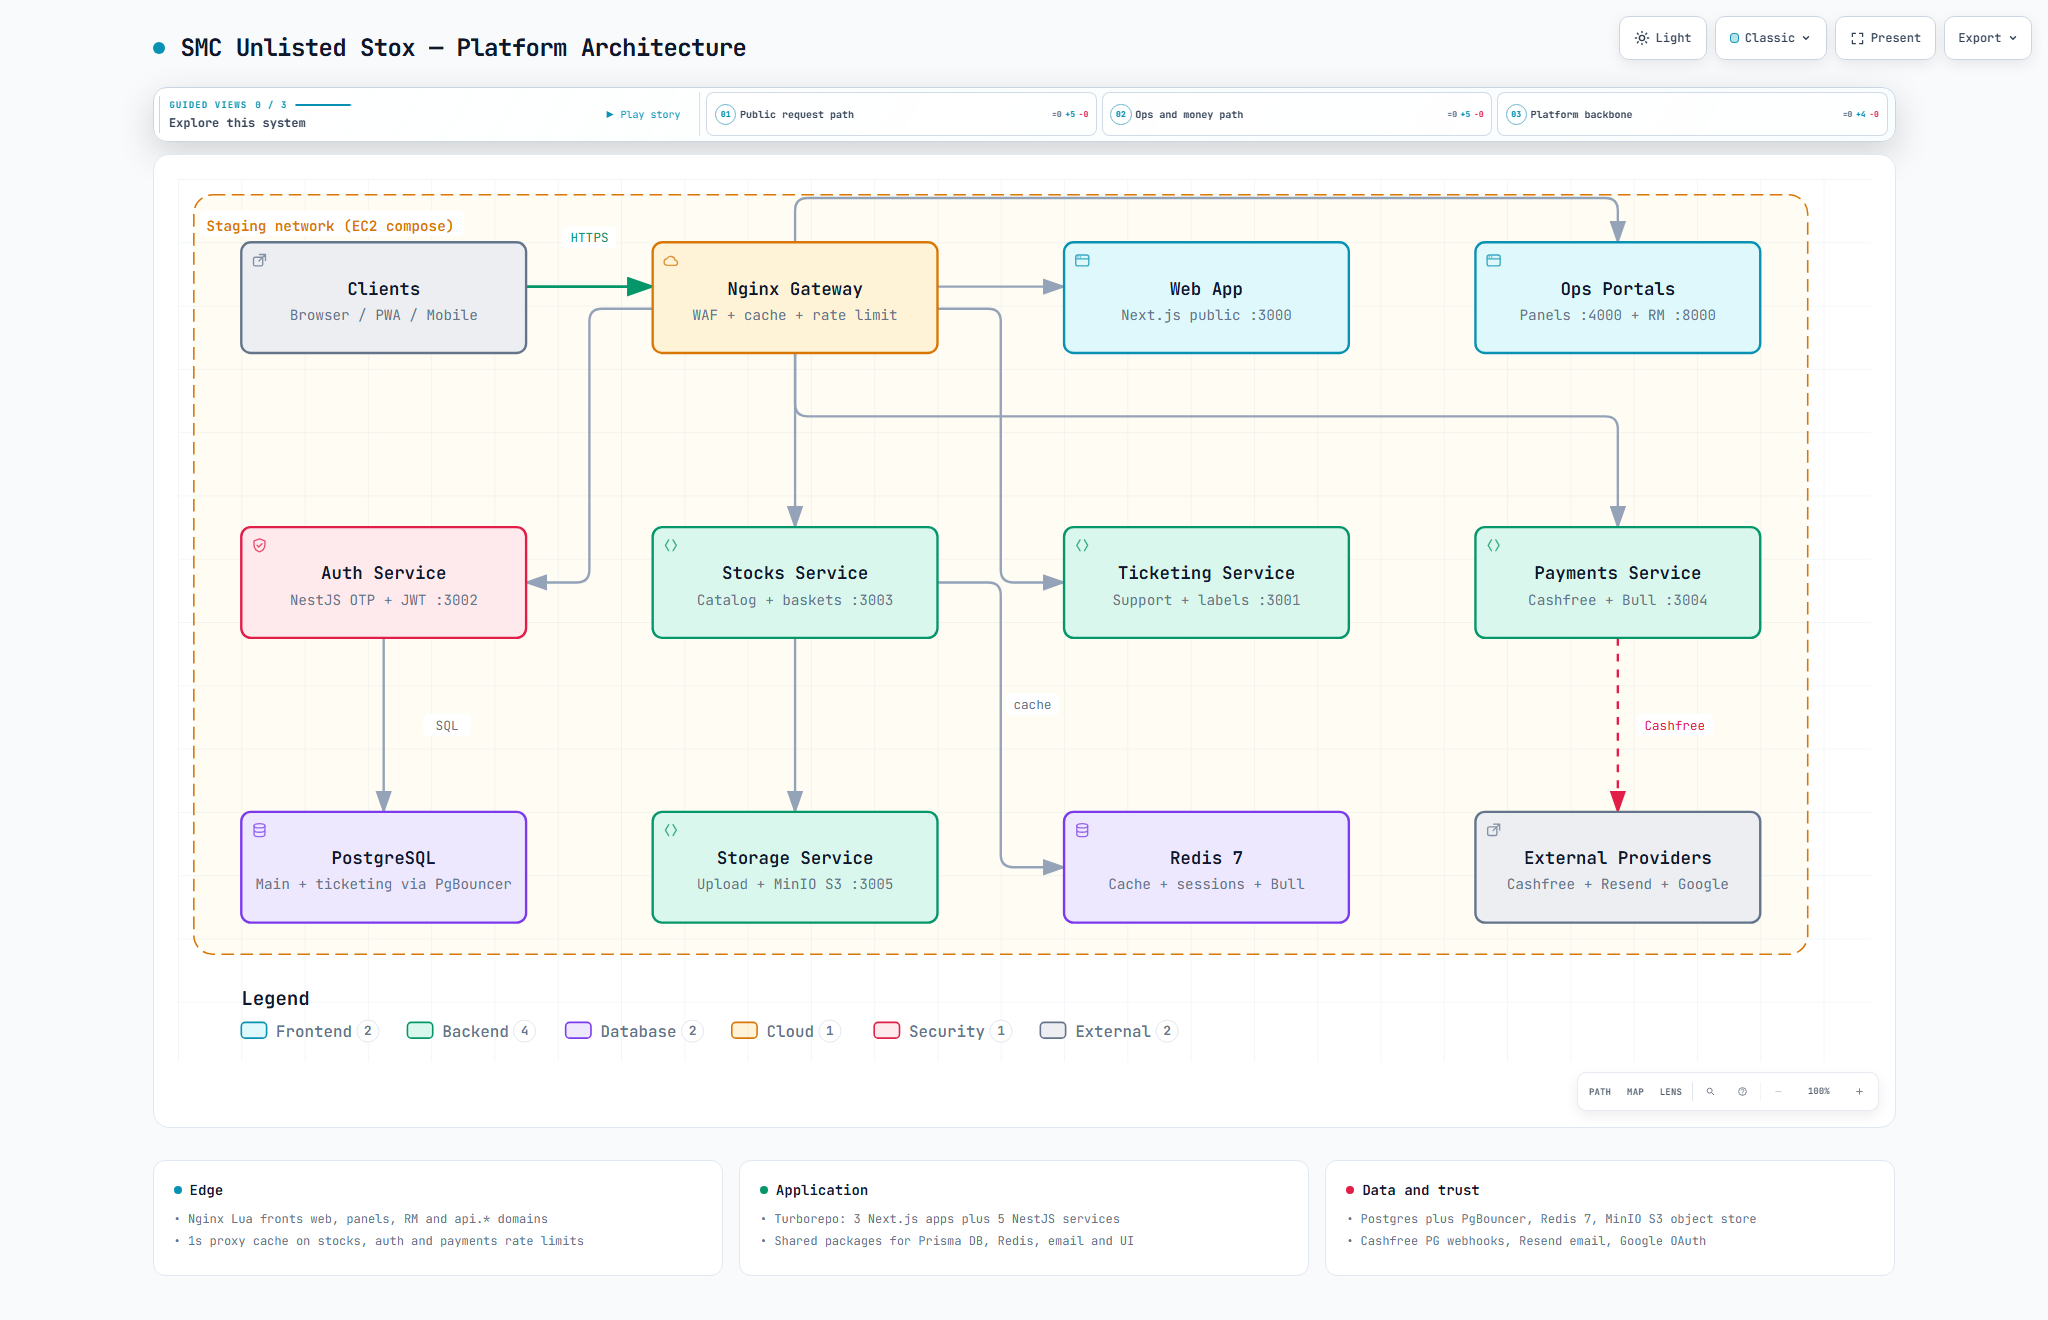 SMC Unlisted Stox — Platform Architecture
Light
Classic
Present
Export
GUIDED VIEWS 0 / 3
Explore this system
▶ Play story
01 Public request path =0 +5 -0
02 Ops and money path =0 +5 -0
03 Platform backbone =0 +4 -0
Staging network (EC2 compose)
HTTPS
Clients
Browser / PWA / Mobile
Nginx Gateway
WAF + cache + rate limit
Web App
Next.js public :3000
Ops Portals
Panels :4000 + RM :8000
Auth Service
NestJS OTP + JWT :3002
Stocks Service
Catalog + baskets :3003
Ticketing Service
Support + labels :3001
Payments Service
Cashfree + Bull :3004
SQL
cache
Cashfree
PostgreSQL
Main + ticketing via PgBouncer
Storage Service
Upload + MinIO S3 :3005
Redis 7
Cache + sessions + Bull
External Providers
Cashfree + Resend + Google
Legend
Frontend 2
Backend 4
Database 2
Cloud 1
Security 1
External 2
PATH MAP LENS − 100% +
Edge
• Nginx Lua fronts web, panels, RM and api.* domains
• 1s proxy cache on stocks, auth and payments rate limits
Application
• Turborepo: 3 Next.js apps plus 5 NestJS services
• Shared packages for Prisma DB, Redis, email and UI
Data and trust
• Postgres plus PgBouncer, Redis 7, MinIO S3 object store
• Cashfree PG webhooks, Resend email, Google OAuth